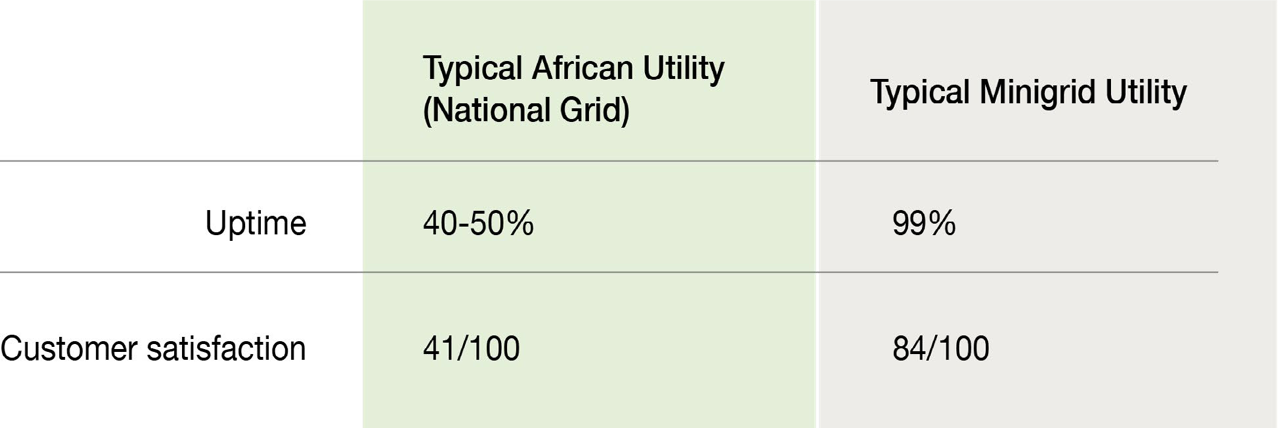 Typical African Utility
(National Grid)
Typical Minigrid Utility
Uptime 40-50% 99%
Customer satisfaction 41/100 84/100